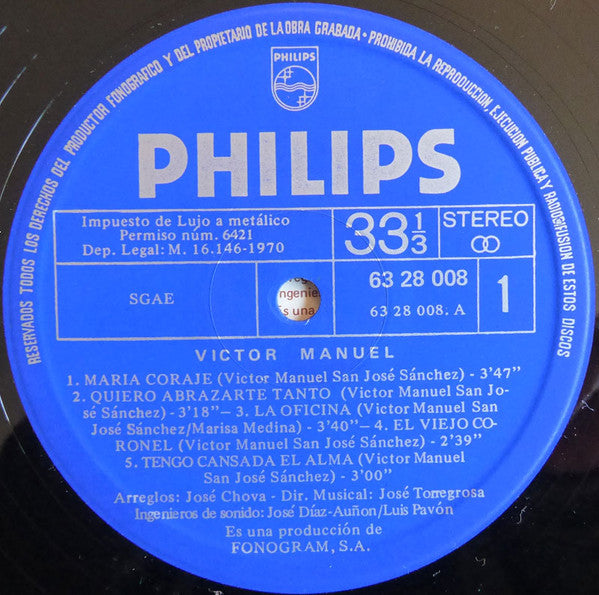 RESERVADOS TODOS LOS DERECHOS DEL PRODUCTOR FONOGRAFICO Y DEL PROPIETARIO DE LA OBRA GRABADA • PROHIBIDA LA REPRODUCCION, EJECUCION PUBLICA Y RADIODIFUSION DE ESTOS DISCOS
PHILIPS
PHILIPS
Impuesto de Lujo a metálico
Permiso núm. 6421
Dep. Legal: M. 16.146-1970
33 1/3
STEREO
SGAE
ngenie
s una
63 28 008
63 28 008. A
1
VICTOR MANUEL
1. MARIA CORAJE (Victor Manuel San José Sánchez) - 3'47"
2. QUIERO ABRAZARTE TANTO (Victor Manuel San Jo-
sé Sánchez) - 3'18"— 3. LA OFICINA (Victor Manuel San
José Sánchez/Marisa Medina) - 3'40"— 4. EL VIEJO CO-
RONEL (Victor Manuel San José Sánchez) - 2'39"
5. TENGO CANSADA EL ALMA (Victor Manuel
San José Sánchez) - 3'00"
Arreglos: José Chova - Dir. Musical: José Torregrosa
Ingenieros de sonido: José Díaz-Auñon/Luis Pavón
Es una producción de
FONOGRAM, S.A.